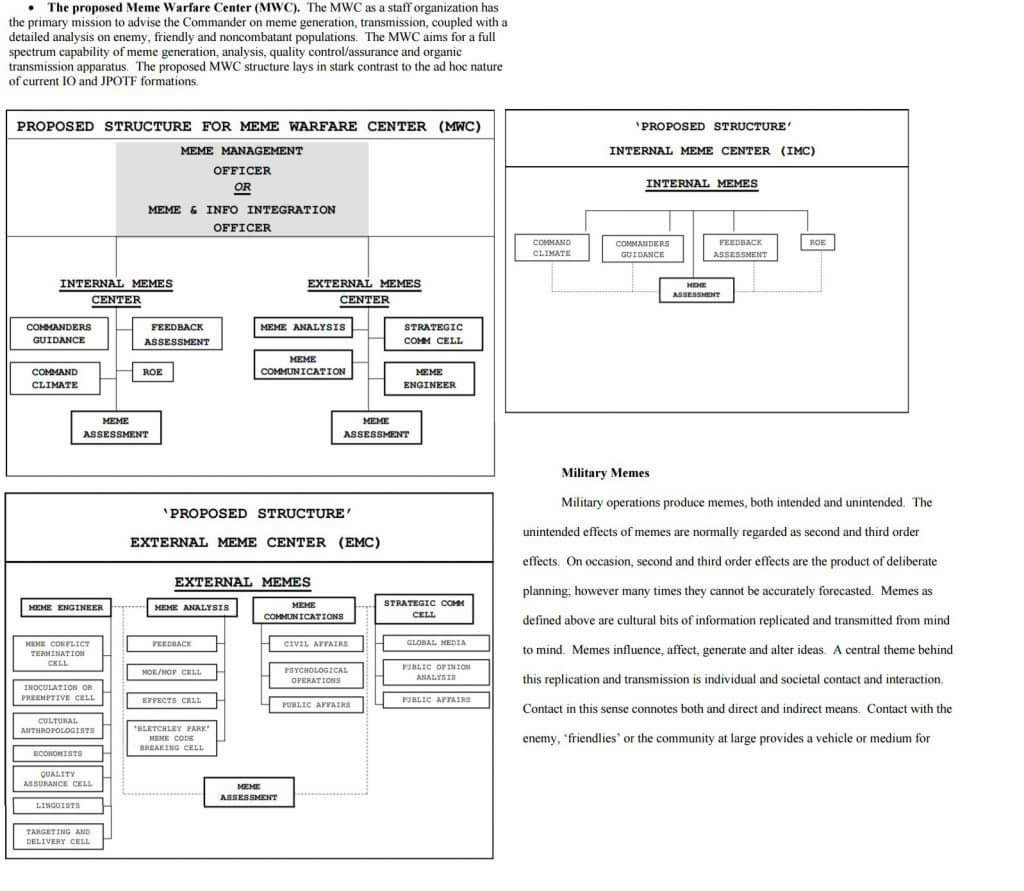 • The proposed Meme Warfare Center (MWC). The MWC as a staff organization has
the primary mission to advise the Commander on meme generation, transmission, coupled with a
detailed analysis on enemy, friendly and noncombatant populations. The MWC aims for a full
spectrum capability of meme generation, analysis, quality control/assurance and organic
transmission apparatus. The proposed MWC structure lays in stark contrast to the ad hoc nature
of current IO and JPOTF formations.
PROPOSED STRUCTURE FOR MEME WARFARE CENTER (MWC)
MEME MANAGEMENT
OFFICER
OR
MEME & INFO INTEGRATION
OFFICER
INTERNAL MEMES
CENTER
COMMANDERS
GUIDANCE
FEEDBACK
ASSESSMENT
COMMAND
CLIMATE
ROE
MEME
ASSESSMENT
EXTERNAL MEMES
CENTER
MEME ANALYSIS
STRATEGIC
COMM CELL
MEME
COMMUNICATION
MEME
ENGINEER
MEME
ASSESSMENT
'PROPOSED STRUCTURE'
INTERNAL MEME CENTER (IMC)
INTERNAL MEMES
COMMAND
CLIMATE
COMMANDERS
GUIDANCE
FEEDBACK
ASSESSMENT
ROE
MEME
ASSESSMENT
'PROPOSED STRUCTURE'
EXTERNAL MEME CENTER (EMC)
EXTERNAL MEMES
MEME ENGINEER
MEME CONFLICT
TERMINATION
CELL
INOCULATION OR
PREEMPTIVE CELL
CULTURAL
ANTHROPOLOGISTS
ECONOMISTS
QUALITY
ASSURANCE CELL
LINGUISTS
TARGETING AND
DELIVERY CELL
MEME ANALYSIS
FEEDBACK
MOE/MOP CELL
EFFECTS CELL
'BLETCHLEY PARK'
MEME CODE
BREAKING CELL
MEME
COMMUNICATIONS
CIVIL AFFAIRS
PSYCHOLOGICAL
OPERATIONS
PUBLIC AFFAIRS
STRATEGIC COMM
CELL
GLOBAL MEDIA
PUBLIC OPINION
ANALYSIS
PUBLIC AFFAIRS
MEME
ASSESSMENT
Military Memes
Military operations produce memes, both intended and unintended. The
unintended effects of memes are normally regarded as second and third order
effects. On occasion, second and third order effects are the product of deliberate
planning; however many times they cannot be accurately forecasted. Memes as
defined above are cultural bits of information replicated and transmitted from mind
to mind. Memes influence, affect, generate and alter ideas. A central theme behind
this replication and transmission is individual and societal contact and interaction.
Contact in this sense connotes both and direct and indirect means. Contact with the
enemy, 'friendlies' or the community at large provides a vehicle or medium for